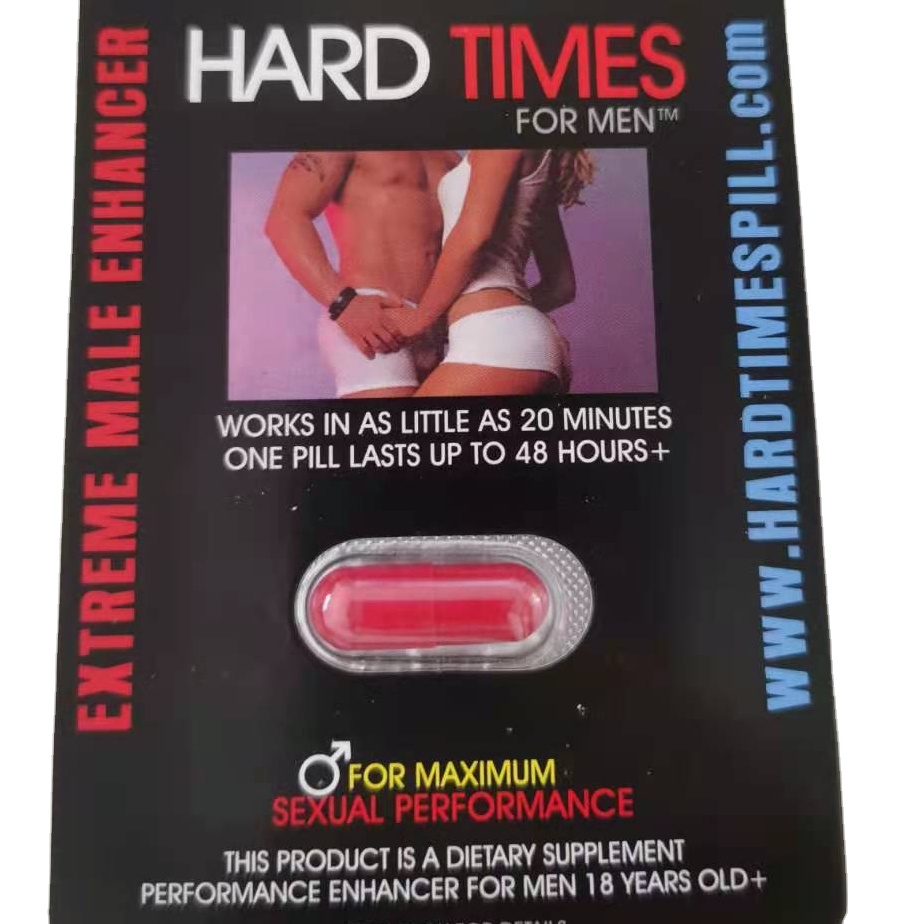 HARD TIMES
FOR MEN™
EXTREME MALE ENHANCER
WWW.HARDTIMESPILL.COM
WORKS IN AS LITTLE AS 20 MINUTES
ONE PILL LASTS UP TO 48 HOURS+
FOR MAXIMUM
SEXUAL PERFORMANCE
THIS PRODUCT IS A DIETARY SUPPLEMENT
PERFORMANCE ENHANCER FOR MEN 18 YEARS OLD+
FOR DETAILS